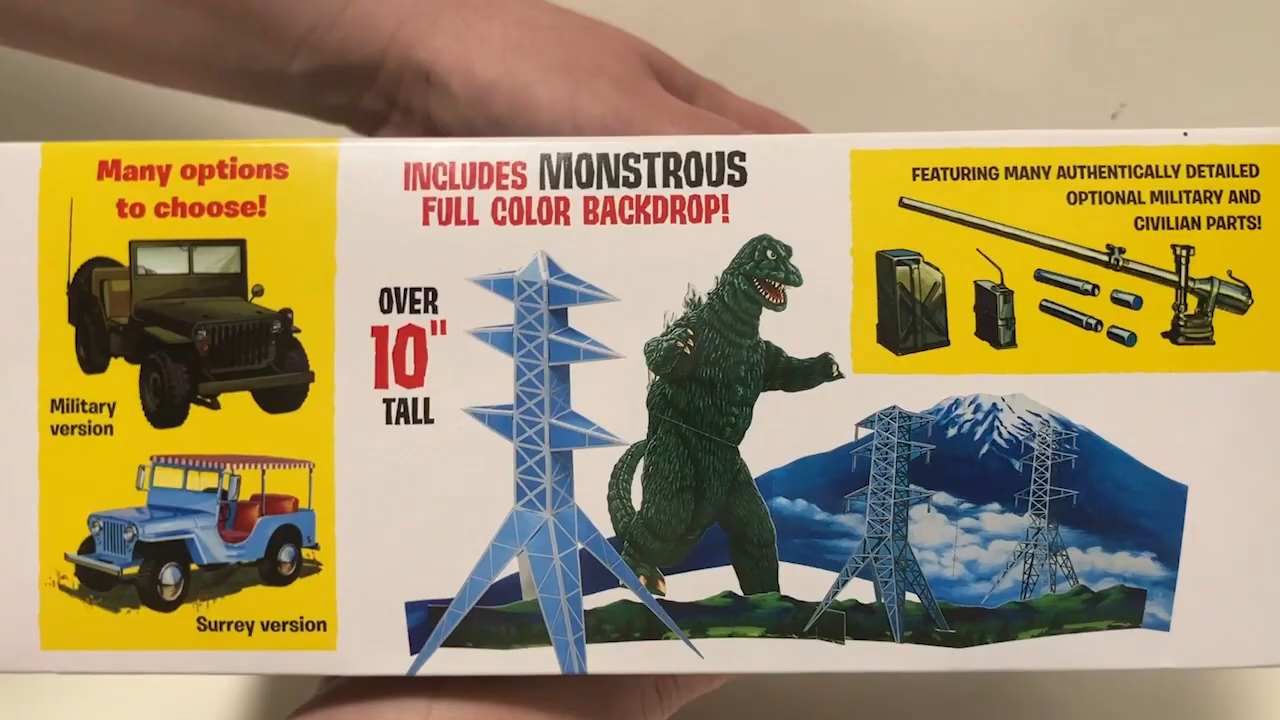 Many options
to choose!
Military
version
Surrey version
INCLUDES MONSTROUS
FULL COLOR BACKDROP!
OVER
10"
TALL
FEATURING MANY AUTHENTICALLY DETAILED
OPTIONAL MILITARY AND
CIVILIAN PARTS!